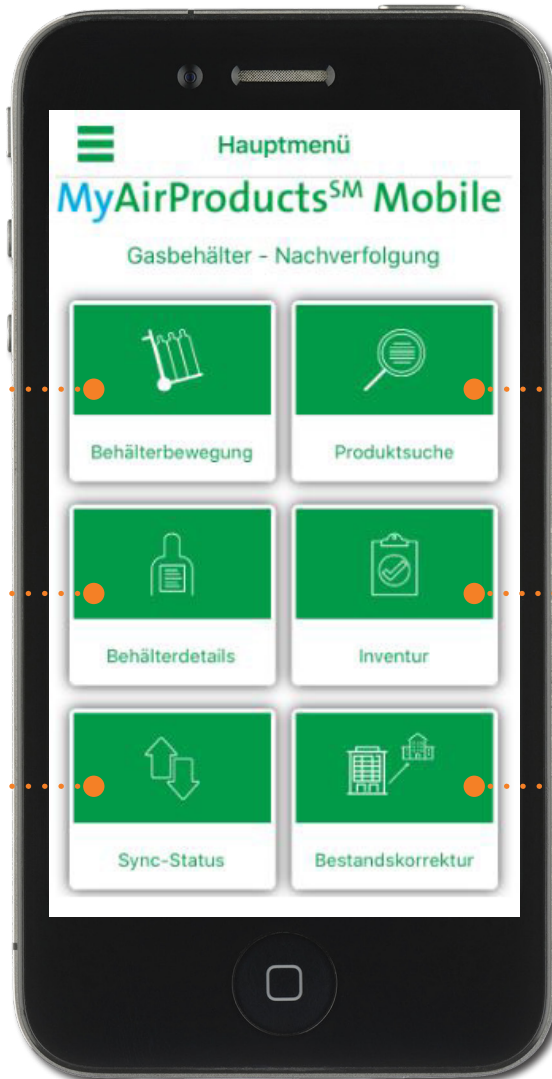 Hauptmenü
MyAirProducts℠ Mobile
Gasbehälter - Nachverfolgung
Behälterbewegung
Produktsuche
Behälterdetails
Inventur
Sync-Status
Bestandskorrektur